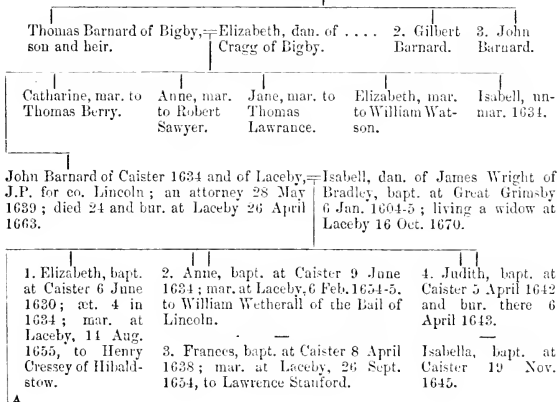 Thomas Barnard of Bigby,=Elizabeth, dau. of . . . .
son and heir.
Cragg of Bigby.
2. Gilbert
Barnard.
3. John
Barnard.
Catharine, mar. to
Thomas Berry.
Anne, mar.
to Robert
Sawyer.
Jane, mar. to
Thomas
Lawrance.
Elizabeth, mar.
to William Wat-
son.
Isabell, un-
mar. 1634.
John Barnard of Caister 1634 and of Laceby,=
J.P. for co. Lincoln ; an attorney 28 May
1639 ; died 24 and bur. at Laceby 26 April
1663.
Isabell, dau. of James Wright of
Bradley, bapt. at Great Grimsby
6 Jan. 1604-5 ; living a widow at
Laceby 16 Oct. 1670.
1. Elizabeth, bapt.
at Caister 6 June
1630 ; æt. 4 in
1634 ; mar. at
Laceby, 14 Aug.
1655, to Henry
Cressey of Hibald-
stow.
2. Anne, bapt. at Caister 9 June
1634 ; mar. at Laceby, 6 Feb. 1654-5,
to William Wetherall of the Bail of
Lincoln.
3. Frances, bapt. at Caister 8 April
1638 ; mar. at Laceby, 26 Sept.
1654, to Lawrence Stanford.
4. Judith, bapt. at
Caister 5 April 1642
and bur. there 6
April 1643.
Isabella, bapt. at
Caister 19 Nov.
1645.
A